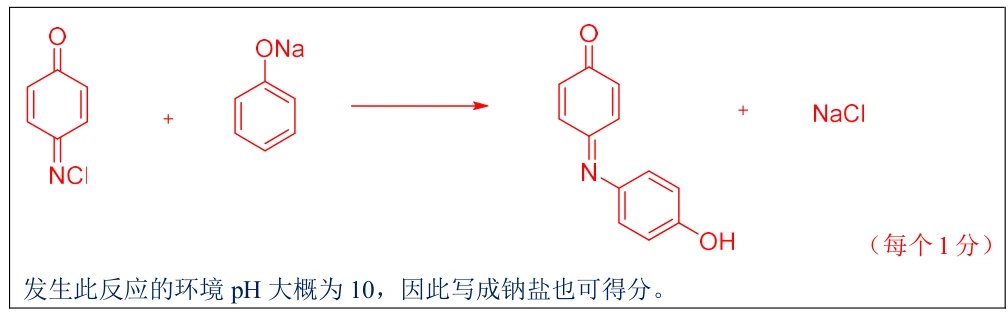 O
NCl
+
ONa
O
N
OH
+
NaCl
(每个 1 分)
发生此反应的环境 pH 大概为 10，因此写成钠盐也可得分。